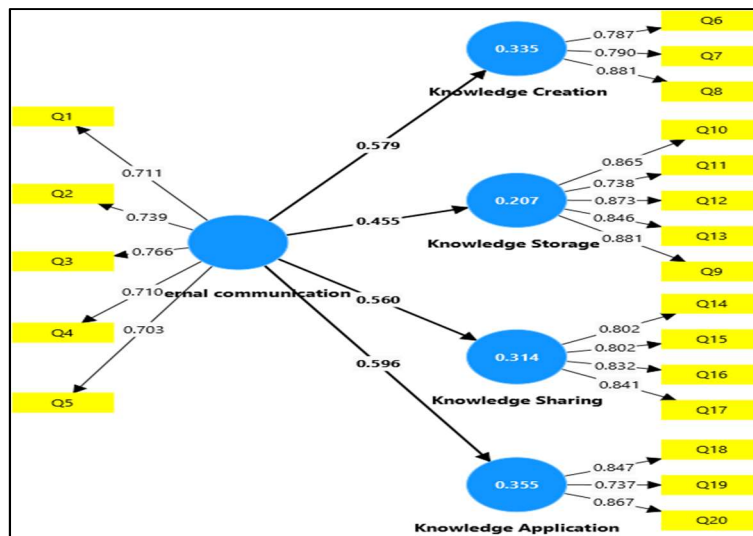 Q1
Q2
Q3
Q4
Q5
0.711
0.739
0.766
0.710
0.703
ernal communication
0.579
0.455
0.560
0.596
0.335
Knowledge Creation
0.787
0.790
0.881
Q6
Q7
Q8
0.207
Knowledge Storage
0.865
0.738
0.873
0.846
0.881
Q10
Q11
Q12
Q13
Q9
0.314
Knowledge Sharing
0.802
0.802
0.832
0.841
Q14
Q15
Q16
Q17
0.355
Knowledge Application
0.847
0.737
0.867
Q18
Q19
Q20